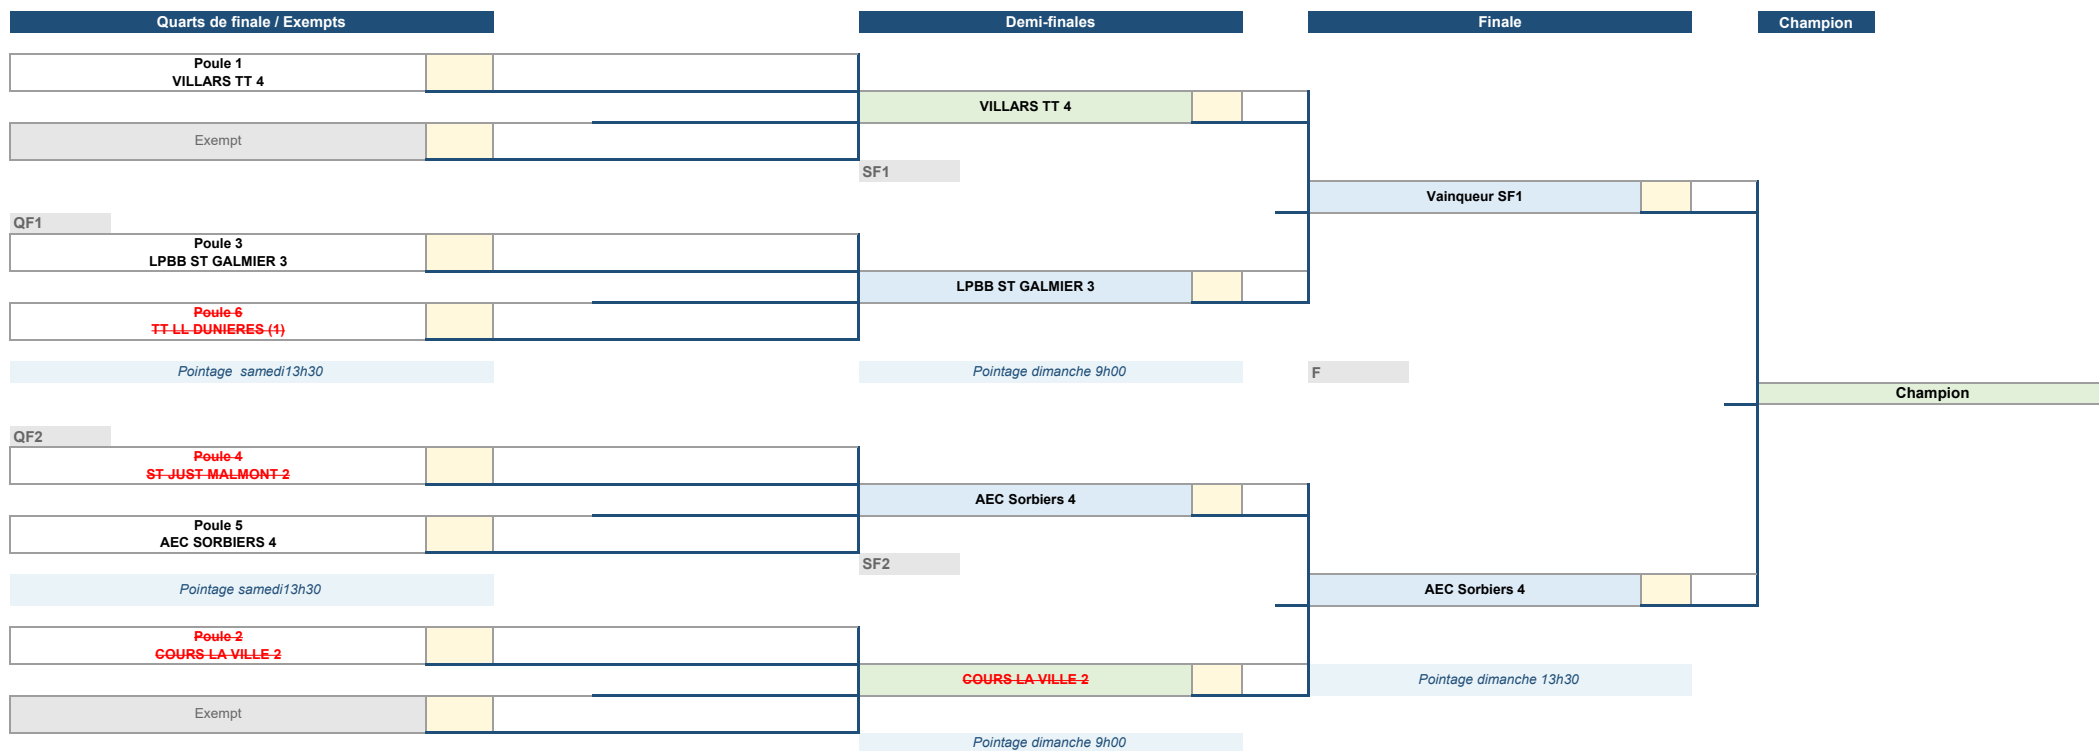 Quarts de finale / Exempts
Demi-finales
Finale
Champion
Poule 1
VILLARS TT 4
VILLARS TT 4
Exempt
SF1
Vainqueur SF1
QF1
Poule 3
LPBB ST GALMIER 3
LPBB ST GALMIER 3
Poule 6
TT LL DUNIERES (1)
Pointage  samedi13h30
Pointage dimanche 9h00
F
Champion
QF2
Poule 4
ST JUST MALMONT 2
AEC Sorbiers 4
Poule 5
AEC SORBIERS 4
SF2
Pointage samedi13h30
AEC Sorbiers 4
Poule 2
COURS LA VILLE 2
COURS LA VILLE 2
Pointage dimanche 13h30
Exempt
Pointage dimanche 9h00